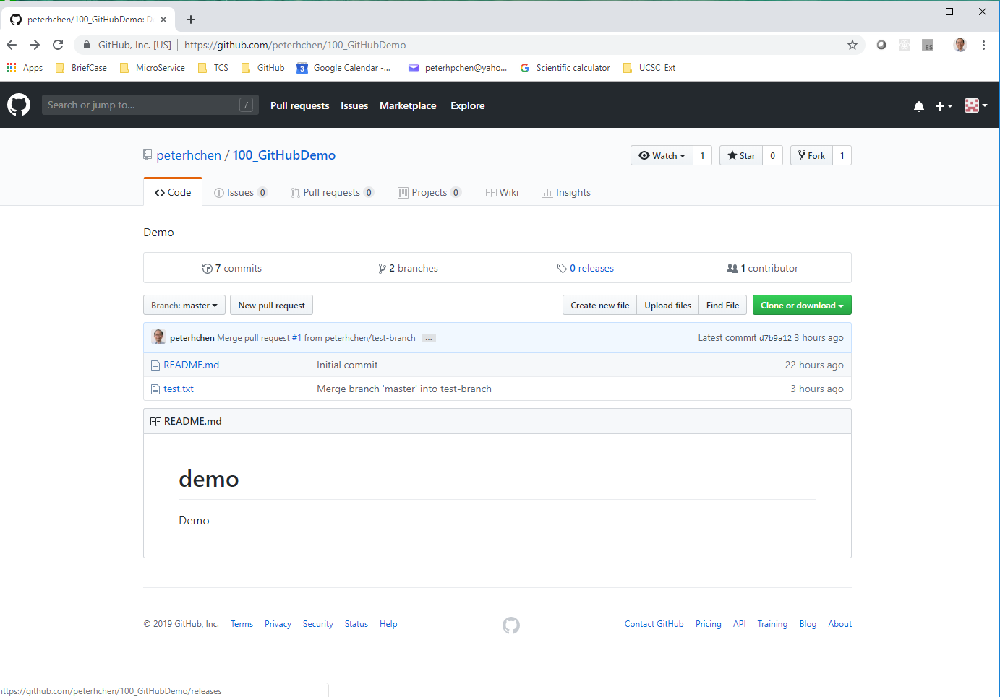 peterhchen/100_GitHubDemo: D
GitHub, Inc. [US] https://github.com/peterhchen/100_GitHubDemo
ES
Apps BriefCase MicroService TCS GitHub 3 Google Calendar -... peterhpchen@yaho... Scientific calculator UCSC_Ext
Search or jump to... / Pull requests Issues Marketplace Explore
peterhchen / 100_GitHubDemo Watch 1 Star 0 Fork 1
Code Issues 0 Pull requests 0 Projects 0 Wiki Insights
Demo
7 commits 2 branches 0 releases 1 contributor
Branch: master New pull request Create new file Upload files Find File Clone or download
peterhchen Merge pull request #1 from peterhchen/test-branch ... Latest commit d7b9a12 3 hours ago
README.md Initial commit 22 hours ago
test.txt Merge branch 'master' into test-branch 3 hours ago
README.md
demo
Demo
© 2019 GitHub, Inc. Terms Privacy Security Status Help Contact GitHub Pricing API Training Blog About
https://github.com/peterhchen/100_GitHubDemo/releases